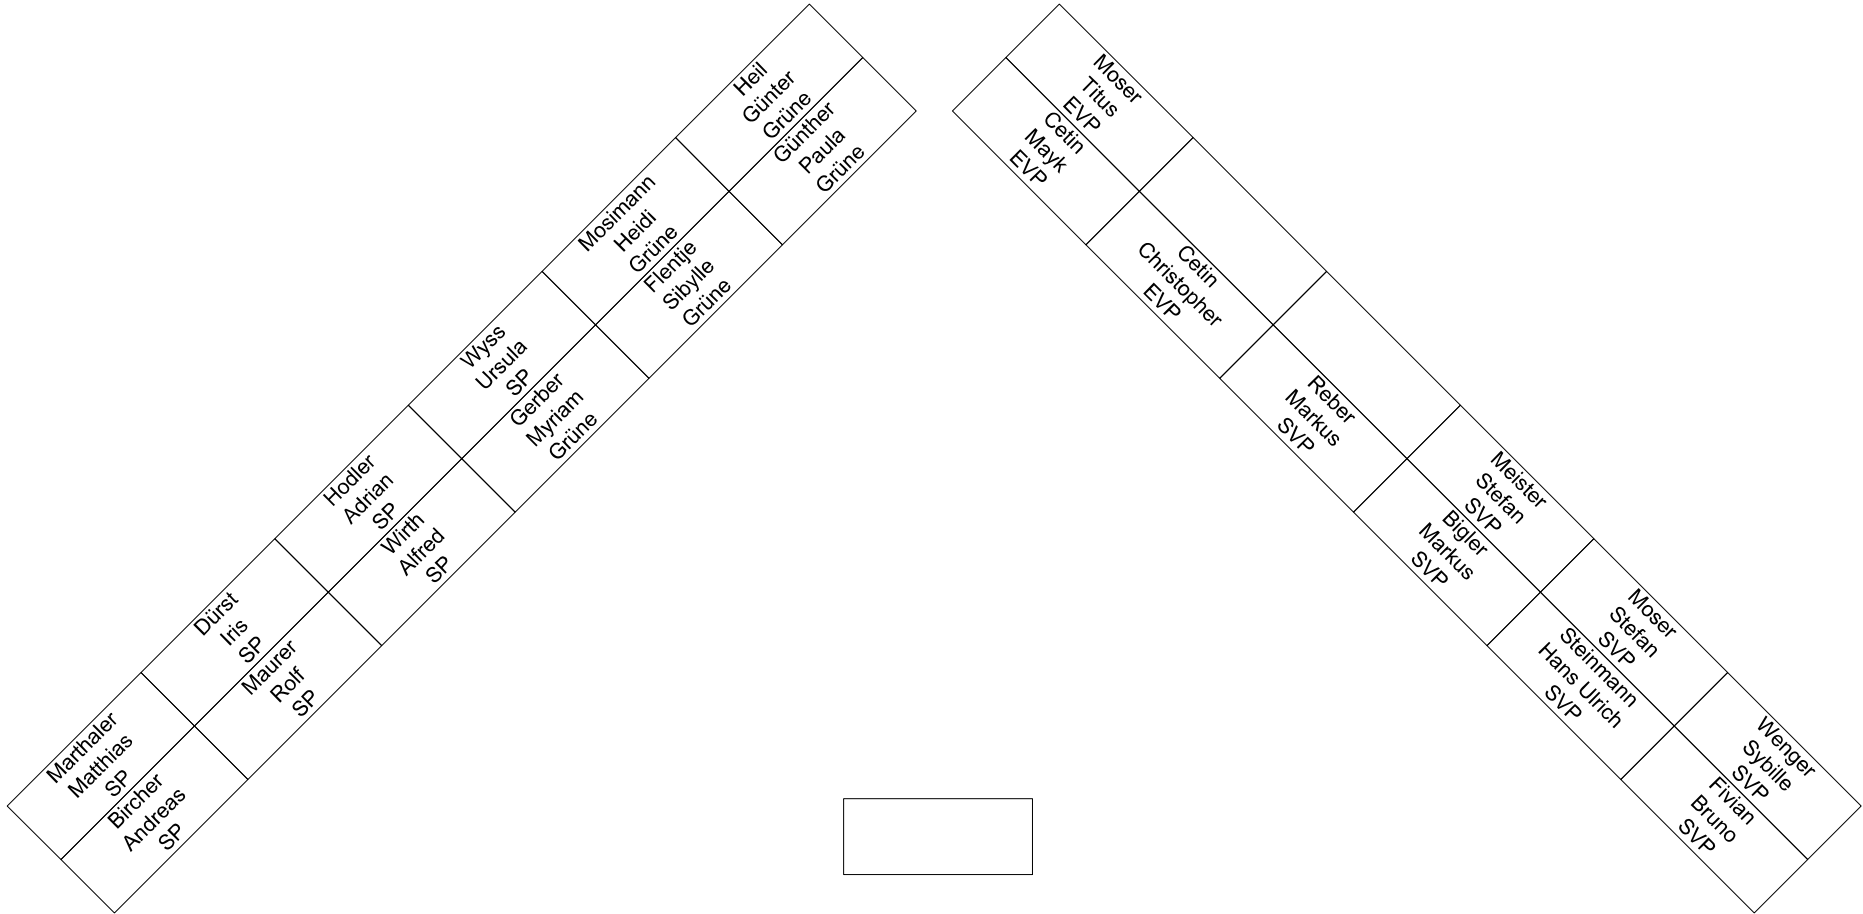 Heil
Günter
Grüne
Günther
Paula
Grüne
Mosimann
Heidi
Grüne
Flentje
Sibylle
Grüne
Wyss
Ursula
SP
Gerber
Myriam
Grüne
Hodler
Adrian
SP
Wirth
Alfred
SP
Dürst
Iris
SP
Maurer
Rolf
SP
Marthaler
Matthias
SP
Bircher
Andreas
SP
Moser
Titus
EVP
Cetin
Mayk
EVP
Cetin
Christopher
EVP
Reber
Markus
SVP
Meister
Stefan
SVP
Bigler
Markus
SVP
Moser
Stefan
SVP
Steinmann
Hans Ulrich
SVP
Wenger
Sybille
SVP
Fivian
Bruno
SVP